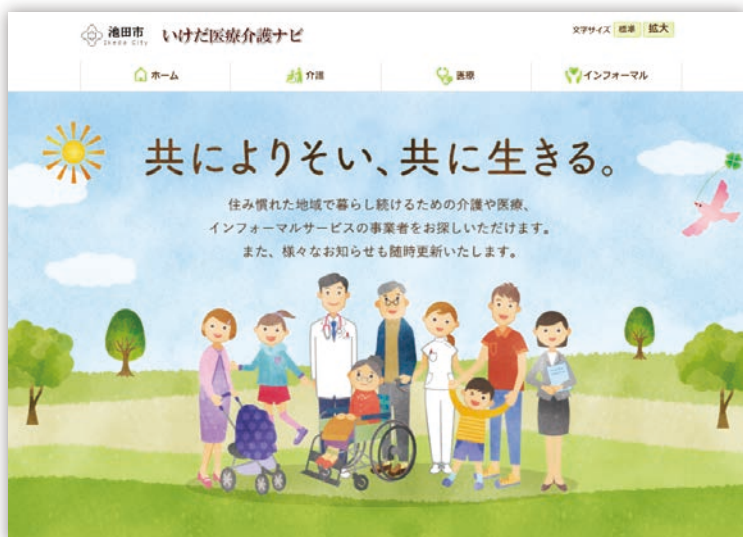 池田市
Ikeda City
いけだ医療介護ナビ
文字サイズ 標準 拡大
ホーム 介護 医療 インフォーマル
共によりそい、共に生きる。
住み慣れた地域で暮らし続けるための介護や医療、
インフォーマルサービスの事業者をお探しいただけます。
また、様々なお知らせも随時更新いたします。